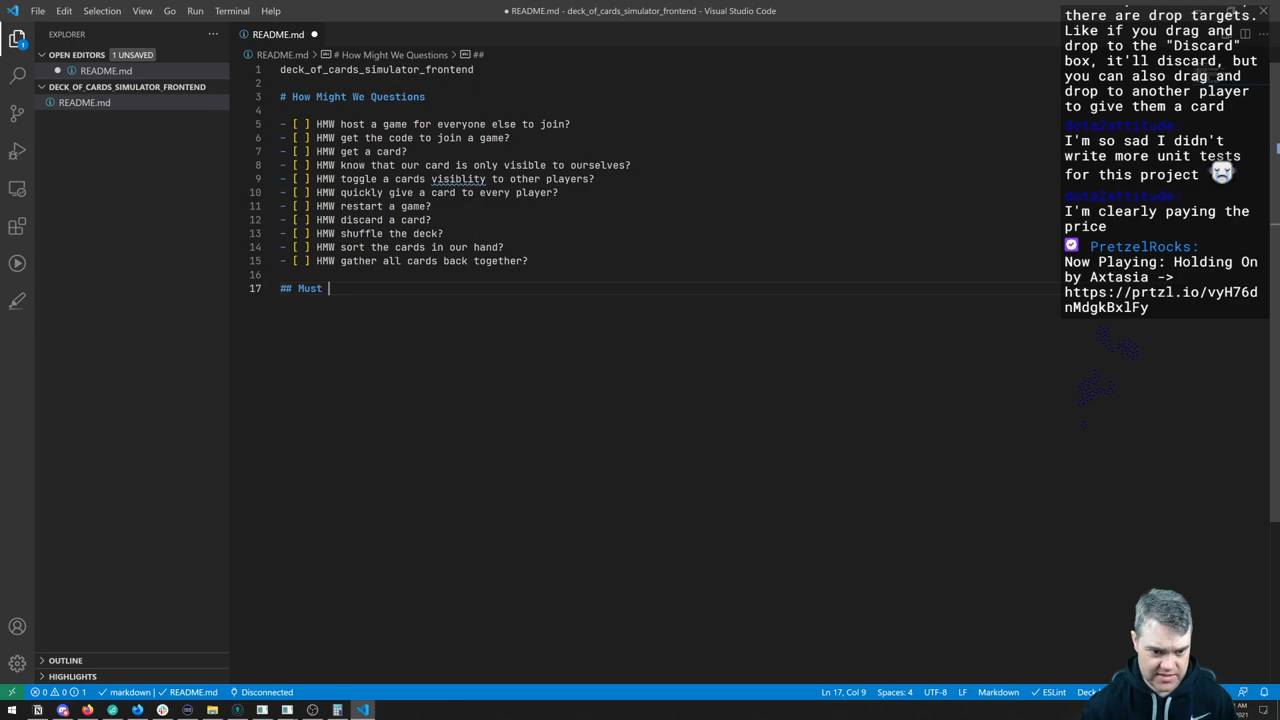 File Edit Selection View Go Run Terminal Help
● README.md - deck_of_cards_simulator_frontend - Visual Studio Code
EXPLORER
OPEN EDITORS 1 UNSAVED
README.md
DECK_OF_CARDS_SIMULATOR_FRONTEND
README.md
OUTLINE
HIGHLIGHTS
README.md ●
README.md > # How Might We Questions > ##
1 deck_of_cards_simulator_frontend
2
3 # How Might We Questions
4
5 - [ ] HMW host a game for everyone else to join?
6 - [ ] HMW get the code to join a game?
7 - [ ] HMW get a card?
8 - [ ] HMW know that our card is only visible to ourselves?
9 - [ ] HMW toggle a cards visiblity to other players?
10 - [ ] HMW quickly give a card to every player?
11 - [ ] HMW restart a game?
12 - [ ] HMW discard a card?
13 - [ ] HMW shuffle the deck?
14 - [ ] HMW sort the cards in our hand?
15 - [ ] HMW gather all cards back together?
16
17 ## Must
there are drop targets.
Like if you drag and
drop to the "Discard"
box, it'll discard, but
you can also drag and
drop to another player
to give them a card
dota2attitude:
I'm so sad I didn't
write more unit tests
for this project
dota2attitude:
I'm clearly paying the
price
PretzelRocks:
Now Playing: Holding On
by Axtasia ->
https://prtzl.io/vyH76d
nMdgkBxlFy
0 0 1 markdown | README.md Disconnected
Ln 17, Col 9 Spaces: 4 UTF-8 LF Markdown ESLint